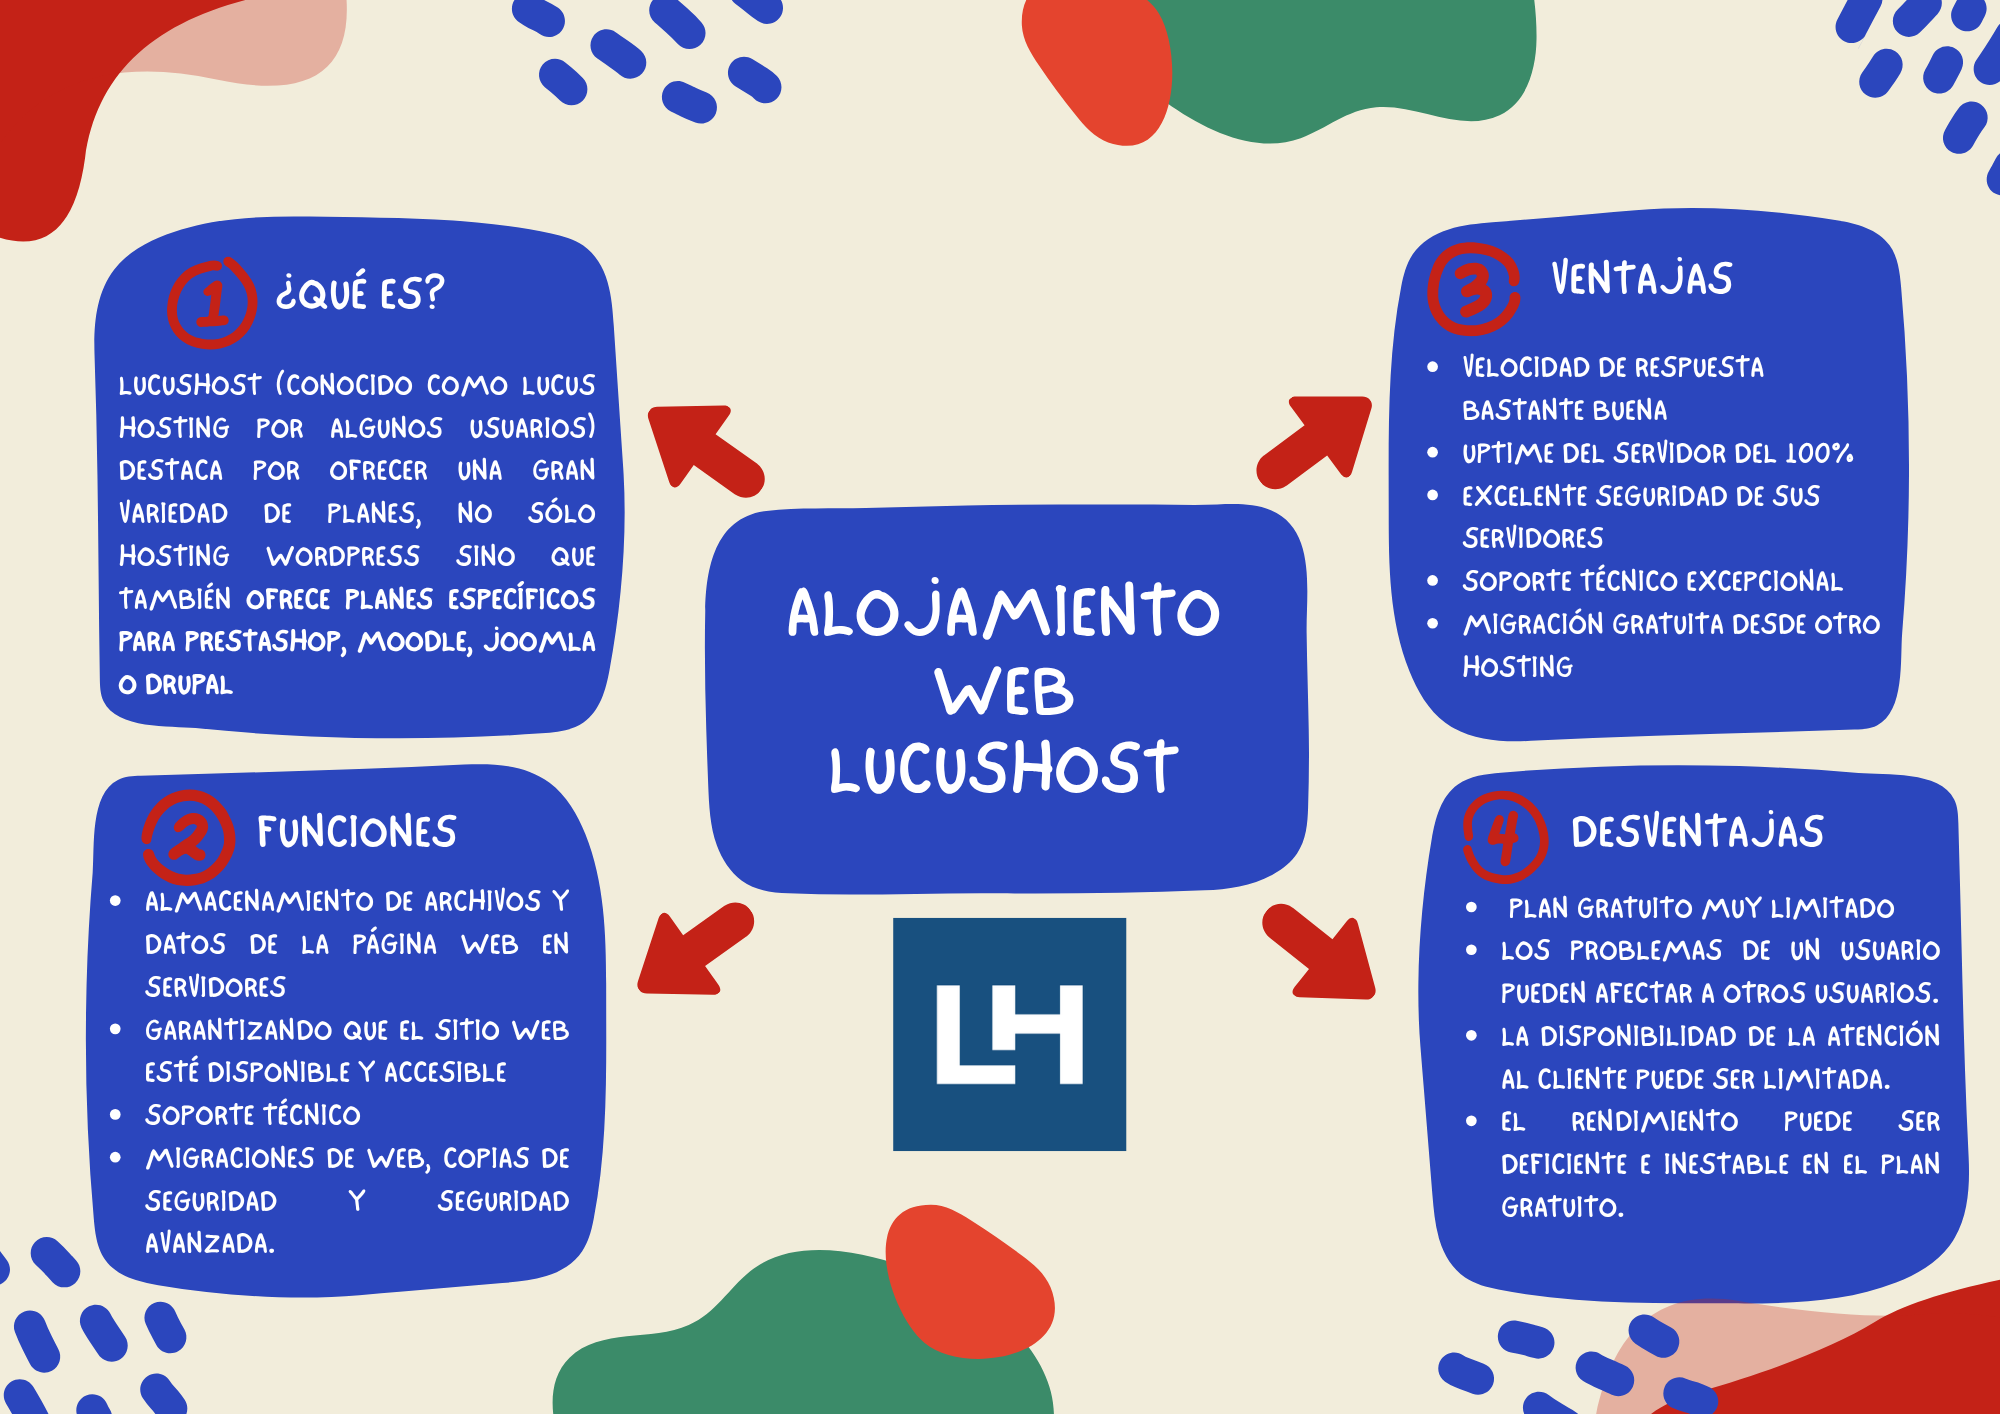 1 ¿QUÉ ES?
LUCUSHOST (CONOCIDO COMO LUCUS
HOSTING POR ALGUNOS USUARIOS)
DESTACA POR OFRECER UNA GRAN
VARIEDAD DE PLANES, NO SÓLO
HOSTING WORDPRESS SINO QUE
TAMBIÉN OFRECE PLANES ESPECÍFICOS
PARA PRESTASHOP, MOODLE, JOOMLA
O DRUPAL
2 FUNCIONES
• ALMACENAMIENTO DE ARCHIVOS Y
DATOS DE LA PÁGINA WEB EN
SERVIDORES
• GARANTIZANDO QUE EL SITIO WEB
ESTÉ DISPONIBLE Y ACCESIBLE
• SOPORTE TÉCNICO
• MIGRACIONES DE WEB, COPIAS DE
SEGURIDAD Y SEGURIDAD
AVANZADA.
ALOJAMIENTO
WEB
LUCUSHOST
LH
3 VENTAJAS
• VELOCIDAD DE RESPUESTA
BASTANTE BUENA
• UPTIME DEL SERVIDOR DEL 100%
• EXCELENTE SEGURIDAD DE SUS
SERVIDORES
• SOPORTE TÉCNICO EXCEPCIONAL
• MIGRACIÓN GRATUITA DESDE OTRO
HOSTING
4 DESVENTAJAS
• PLAN GRATUITO MUY LIMITADO
• LOS PROBLEMAS DE UN USUARIO
PUEDEN AFECTAR A OTROS USUARIOS.
• LA DISPONIBILIDAD DE LA ATENCIÓN
AL CLIENTE PUEDE SER LIMITADA.
• EL RENDIMIENTO PUEDE SER
DEFICIENTE E INESTABLE EN EL PLAN
GRATUITO.